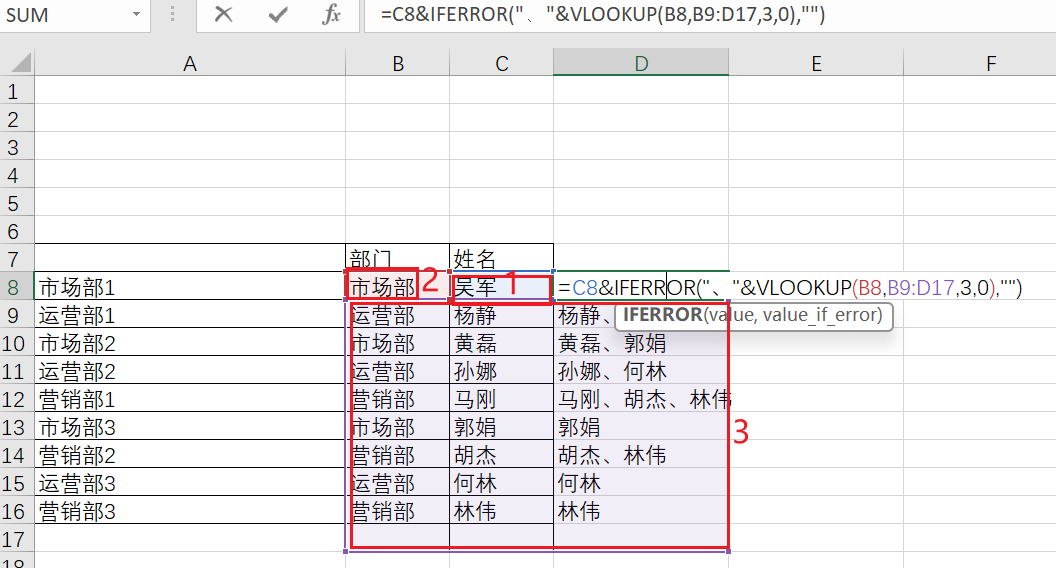 SUM fx =C8&IFERROR("、"&VLOOKUP(B8,B9:D17,3,0),"")
A B C D E F
1
2
3
4
5
6
7 部门 姓名
8 市场部1 市场部 2 吴军 1 =C8&IFERROR("、"&VLOOKUP(B8,B9:D17,3,0),"")
9 运营部1 运营部 杨静 杨静、 IFERROR(value, value_if_error)
10 市场部2 市场部 黄磊 黄磊、郭娟
11 运营部2 运营部 孙娜 孙娜、何林
12 营销部1 营销部 马刚 马刚、胡杰、林伟
13 市场部3 市场部 郭娟 郭娟 3
14 营销部2 营销部 胡杰 胡杰、林伟
15 运营部3 运营部 何林 何林
16 营销部3 营销部 林伟 林伟
17
18